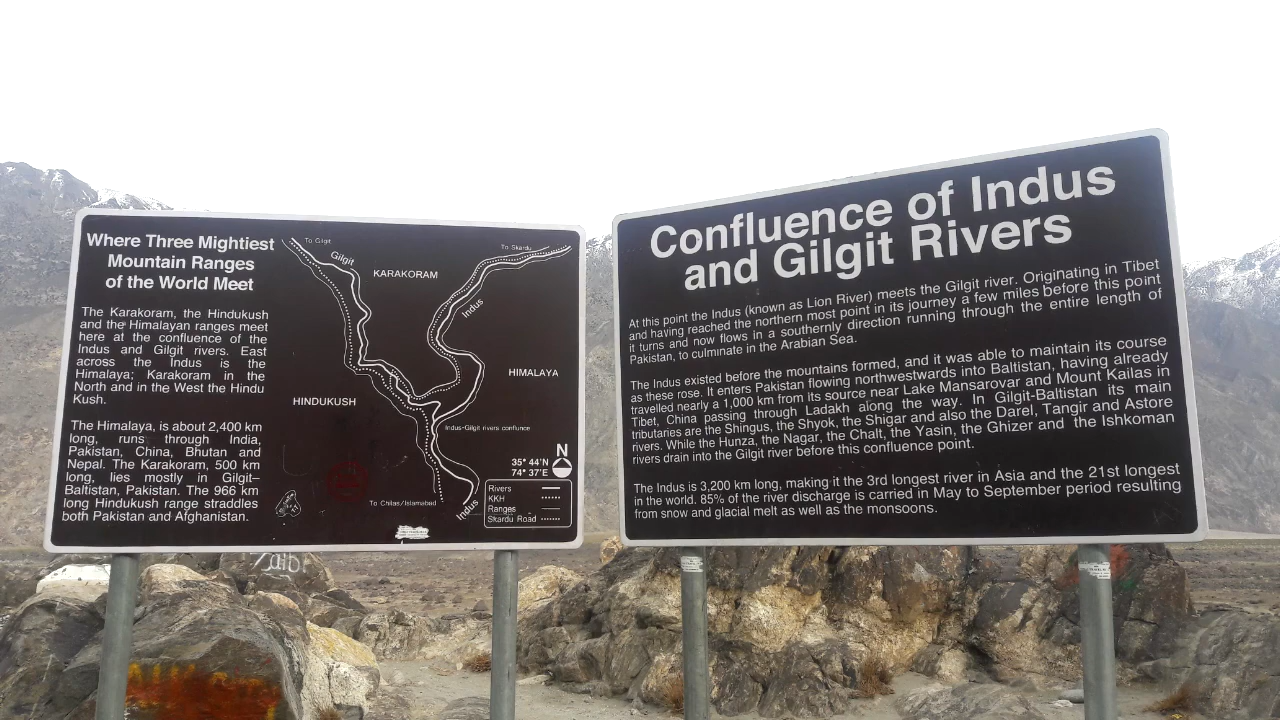 Where Three Mightiest
Mountain Ranges
of the World Meet
The Karakoram, the Hindukush
and the Himalayan ranges meet
here at the confluence of the
Indus and Gilgit rivers. East
across the Indus is the
Himalaya; Karakoram in the
North and in the West the Hindu
Kush.
The Himalaya, is about 2,400 km
long, runs through India,
Pakistan, China, Bhutan and
Nepal. The Karakoram, 500 km
long, lies mostly in Gilgit–
Baltistan, Pakistan. The 966 km
long Hindukush range straddles
both Pakistan and Afghanistan.
To Gilgit
Gilgit
KARAKORAM
To Skardu
Indus
HIMALAYA
HINDUKUSH
Indus-Gilgit rivers confluence
N
35° 44'N
74° 37'E
To Chilas/Islamabad
Indus
Rivers
KKH
Ranges
Skardu Road
Confluence of Indus
and Gilgit Rivers
At this point the Indus (known as Lion River) meets the Gilgit river. Originating in Tibet
and having reached the northern most point in its journey a few miles before this point
it turns and now flows in a southernly direction running through the entire length of
Pakistan, to culminate in the Arabian Sea.
The Indus existed before the mountains formed, and it was able to maintain its course
as these rose. It enters Pakistan flowing northwestwards into Baltistan, having already
travelled nearly a 1,000 km from its source near Lake Mansarovar and Mount Kailas in
Tibet, China passing through Ladakh along the way. In Gilgit-Baltistan its main
tributaries are the Shingus, the Shyok, the Shigar and also the Darel, Tangir and Astore
rivers. While the Hunza, the Nagar, the Chalt, the Yasin, the Ghizer and the Ishkoman
rivers drain into the Gilgit river before this confluence point.
The Indus is 3,200 km long, making it the 3rd longest river in Asia and the 21st longest
in the world. 85% of the river discharge is carried in May to September period resulting
from snow and glacial melt as well as the monsoons.